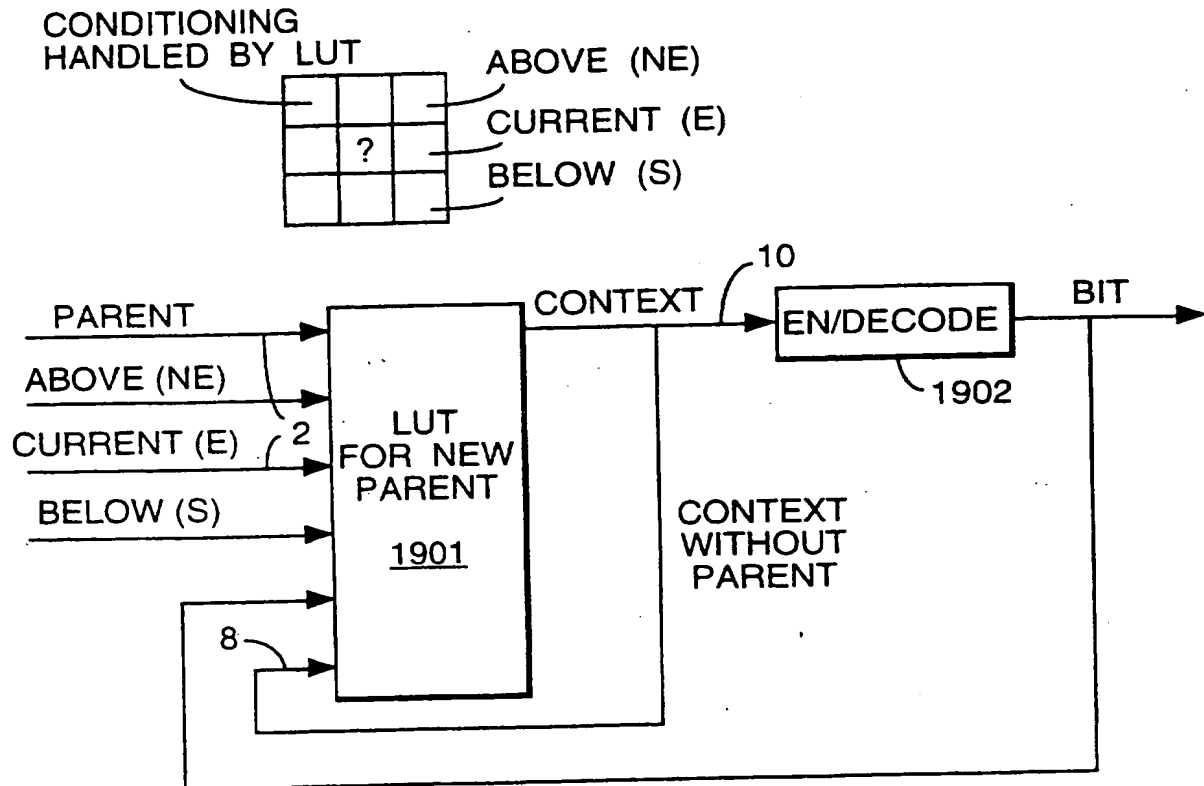 CONDITIONING
HANDLED BY LUT
ABOVE (NE)
CURRENT (E)
?
BELOW (S)
10
CONTEXT
BIT
PARENT
EN/DECODE
ABOVE (NE)
1902
2
CURRENT (E)
LUT
FOR NEW
PARENT
BELOW (S)
1901
CONTEXT
WITHOUT
PARENT
8